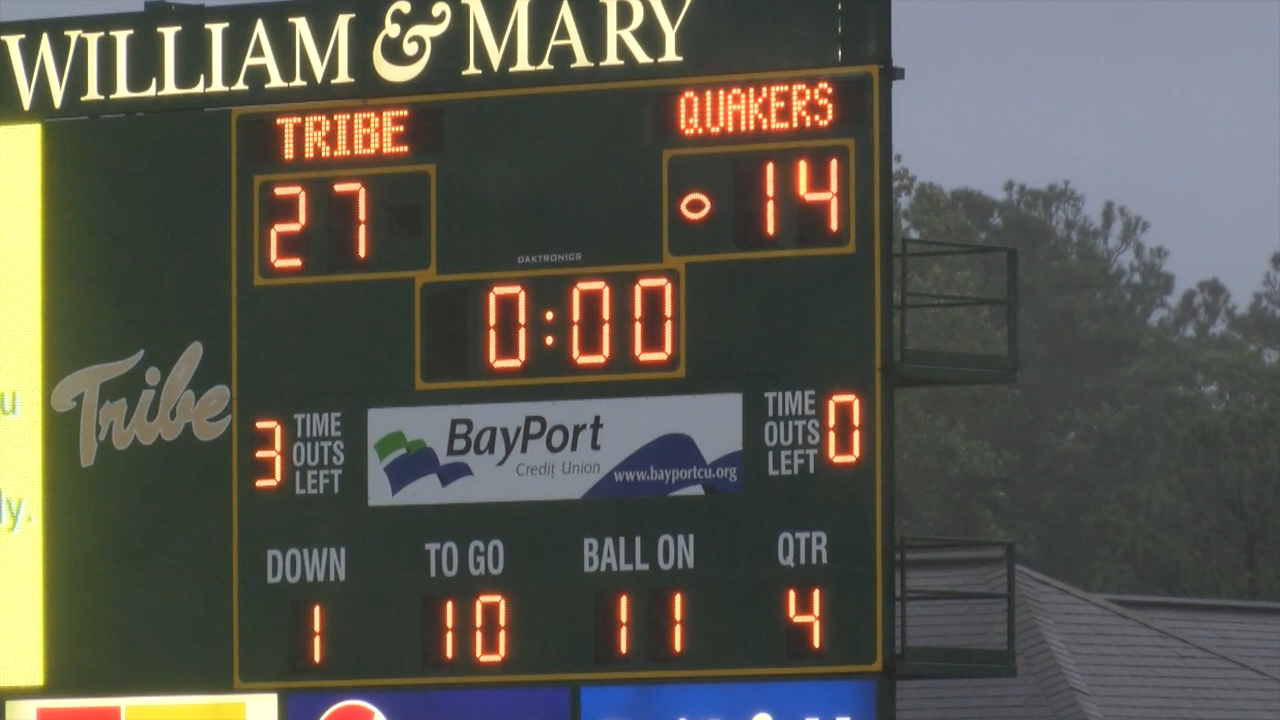 WILLIAM & MARY
TRIBE
QUAKERS
27
14
DAKTRONICS
0:00
Tribe
3 TIME OUTS LEFT
BayPort
Credit Union
www.bayportcu.org
TIME OUTS LEFT 0
DOWN TO GO BALL ON QTR
1 10 11 4
u
ly.